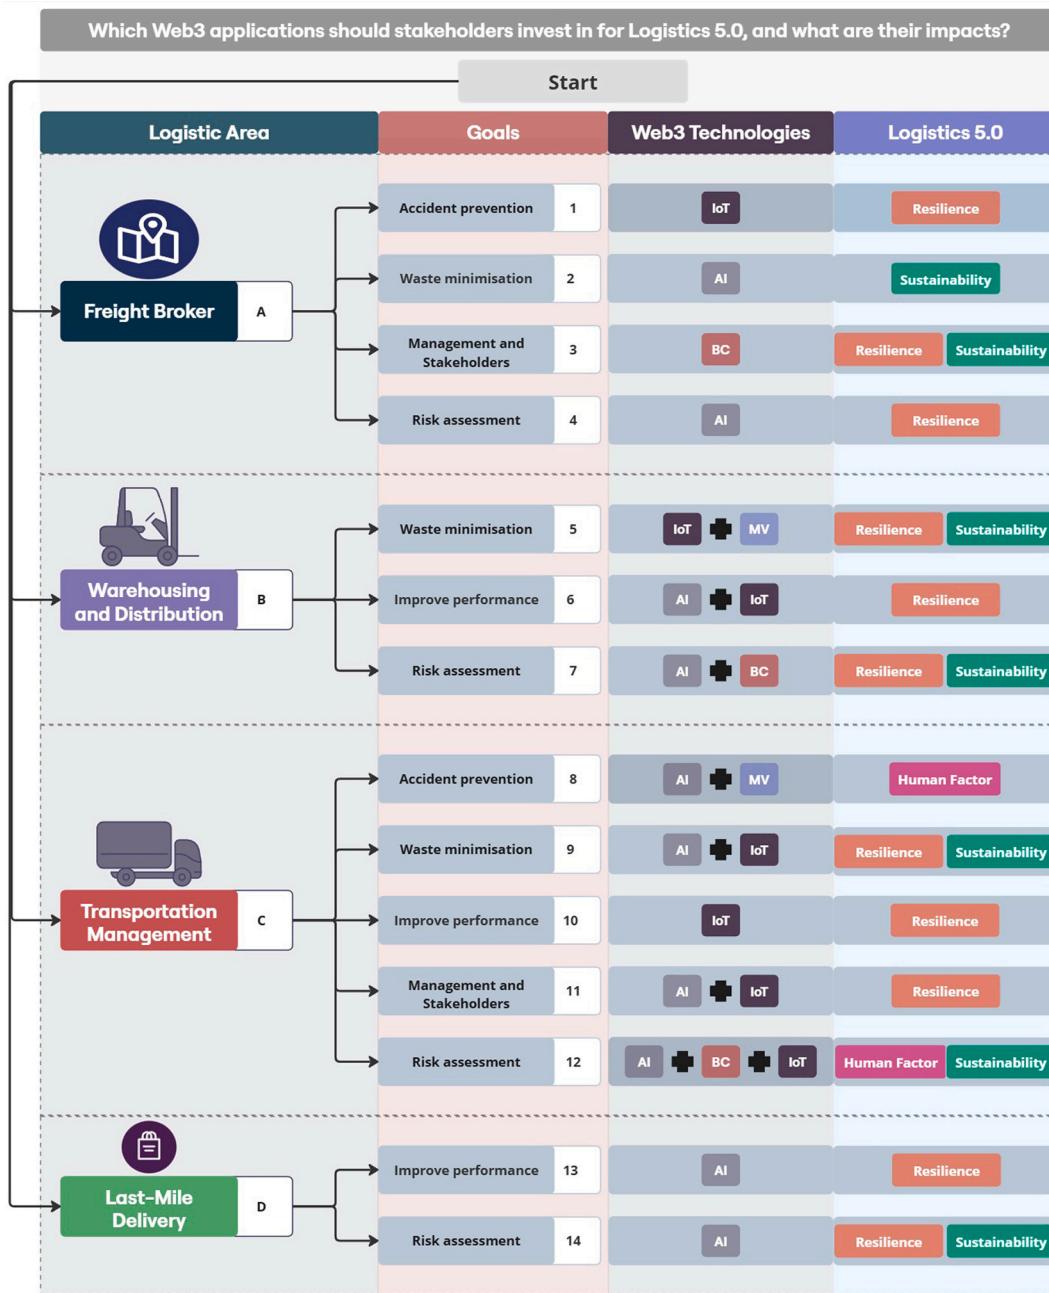 Which Web3 applications should stakeholders invest in for Logistics 5.0, and what are their impacts?
Start
Logistic Area
Goals
Web3 Technologies
Logistics 5.0
Freight Broker
A
Accident prevention
1
IoT
Resilience
Waste minimisation
2
AI
Sustainability
Management and
Stakeholders
3
BC
Resilience
Sustainability
Risk assessment
4
AI
Resilience
Warehousing
and Distribution
B
Waste minimisation
5
IoT
MV
Resilience
Sustainability
Improve performance
6
AI
IoT
Resilience
Risk assessment
7
AI
BC
Resilience
Sustainability
Transportation
Management
C
Accident prevention
8
AI
MV
Human Factor
Waste minimisation
9
AI
IoT
Resilience
Sustainability
Improve performance
10
IoT
Resilience
Management and
Stakeholders
11
AI
IoT
Resilience
Risk assessment
12
AI
BC
IoT
Human Factor
Sustainability
Last-Mile
Delivery
D
Improve performance
13
AI
Resilience
Risk assessment
14
AI
Resilience
Sustainability